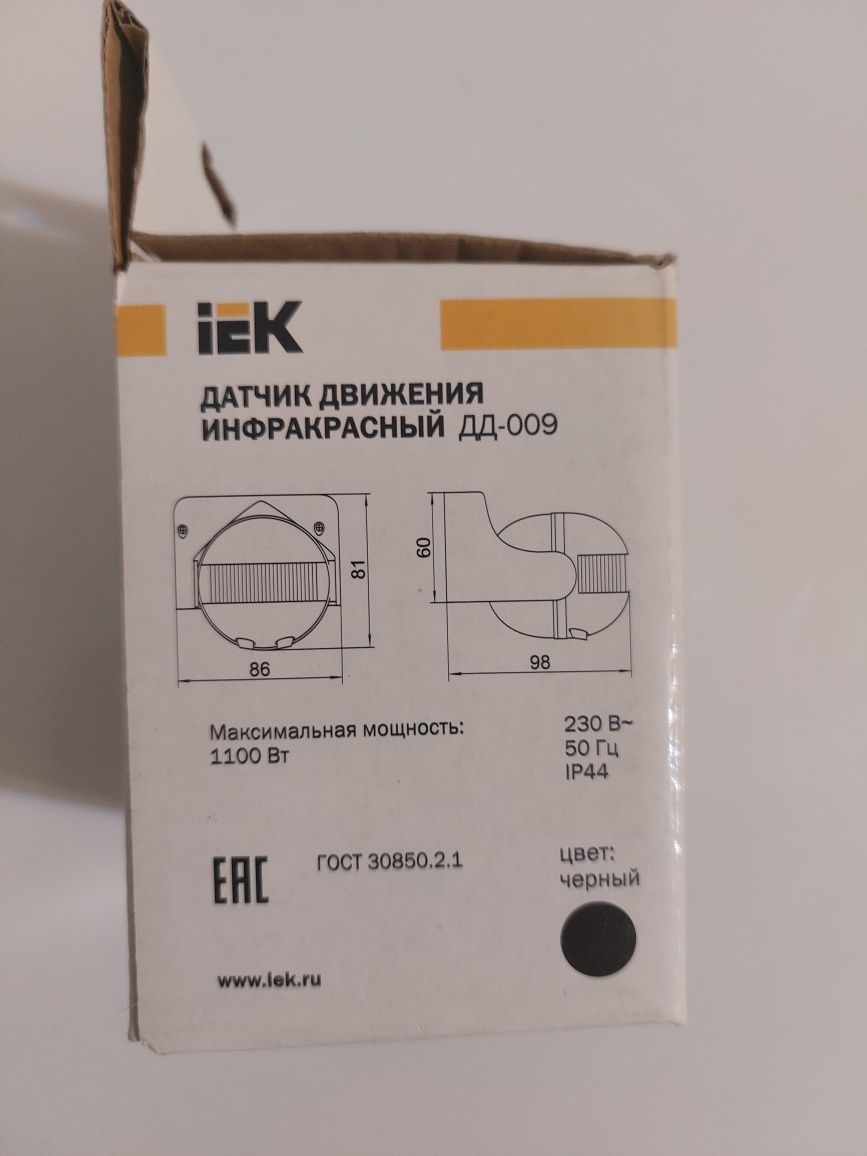 iEK
ДАТЧИК ДВИЖЕНИЯ
ИНФРАКРАСНЫЙ ДД-009
81
86
60
98
Максимальная мощность:
1100 Вт
230 В~
50 Гц
IP44
EAC
ГОСТ 30850.2.1
цвет:
черный
www.iek.ru